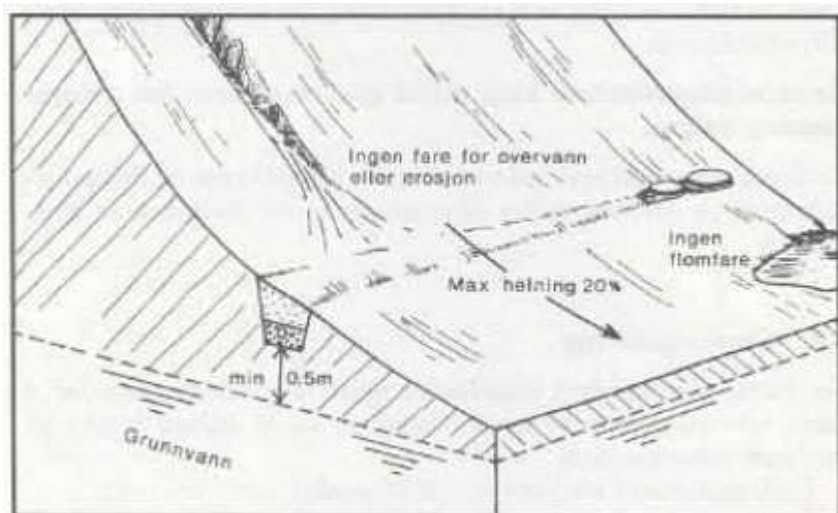 Ingen fare for overvann
eller erosjon
Ingen
flomfare
Max helning 20%
min 0.5m
Grunnvann